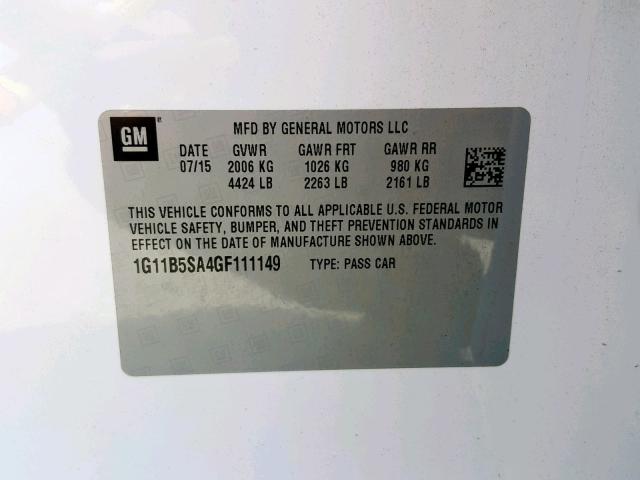 GM
MFD BY GENERAL MOTORS LLC
DATE GVWR GAWR FRT GAWR RR
07/15 2006 KG 1026 KG 980 KG
4424 LB 2263 LB 2161 LB
THIS VEHICLE CONFORMS TO ALL APPLICABLE U.S. FEDERAL MOTOR
VEHICLE SAFETY, BUMPER, AND THEFT PREVENTION STANDARDS IN
EFFECT ON THE DATE OF MANUFACTURE SHOWN ABOVE.
1G11B5SA4GF111149 TYPE: PASS CAR